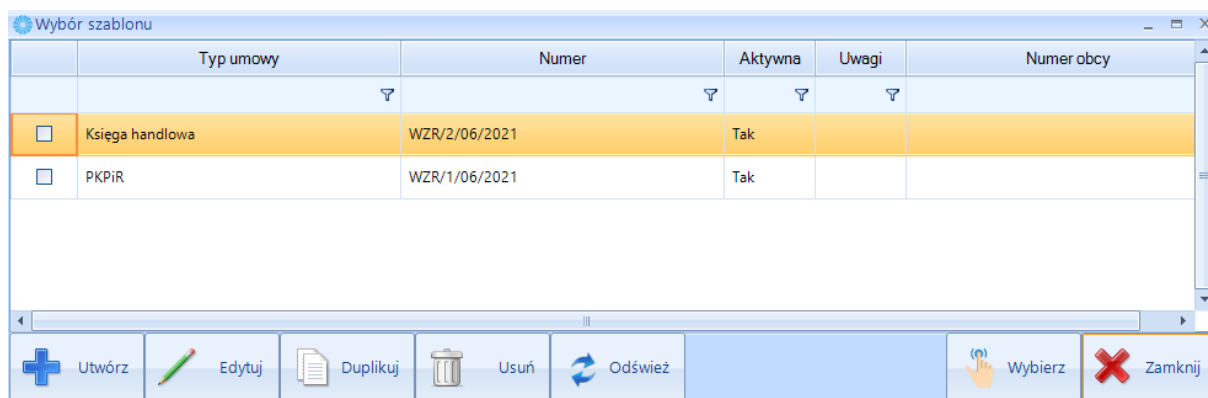 Wybór szablonu
Typ umowy Numer Aktywna Uwagi Numer obcy
Księga handlowa WZR/2/06/2021 Tak
PKPiR WZR/1/06/2021 Tak
Utwórz Edytuj Duplikuj Usuń Odśwież Wybierz Zamknij